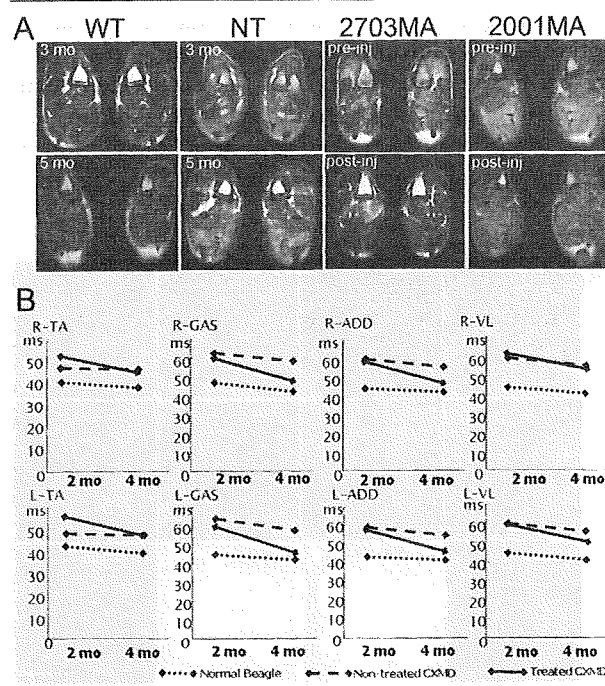 A
WT NT 2703MA 2001MA
3 mo 3 mo pre-inj pre-inj
5 mo 5 mo post-inj post-inj
B
R-TA R-GAS R-ADD R-VL
ms ms ms ms
50 60 60 60
40 50 50 50
30 40 40 40
20 30 30 30
10 20 20 20
0 10 10 10
0 0 0
2 mo 4 mo 2 mo 4 mo 2 mo 4 mo 2 mo 4 mo
L-TA L-GAS L-ADD L-VL
ms ms ms ms
50 60 60 60
40 50 50 50
30 40 40 40
20 30 30 30
10 20 20 20
0 10 10 10
0 0 0
2 mo 4 mo 2 mo 4 mo 2 mo 4 mo 2 mo 4 mo
Normal Beagle Non-treated CXMD Treated CXMD